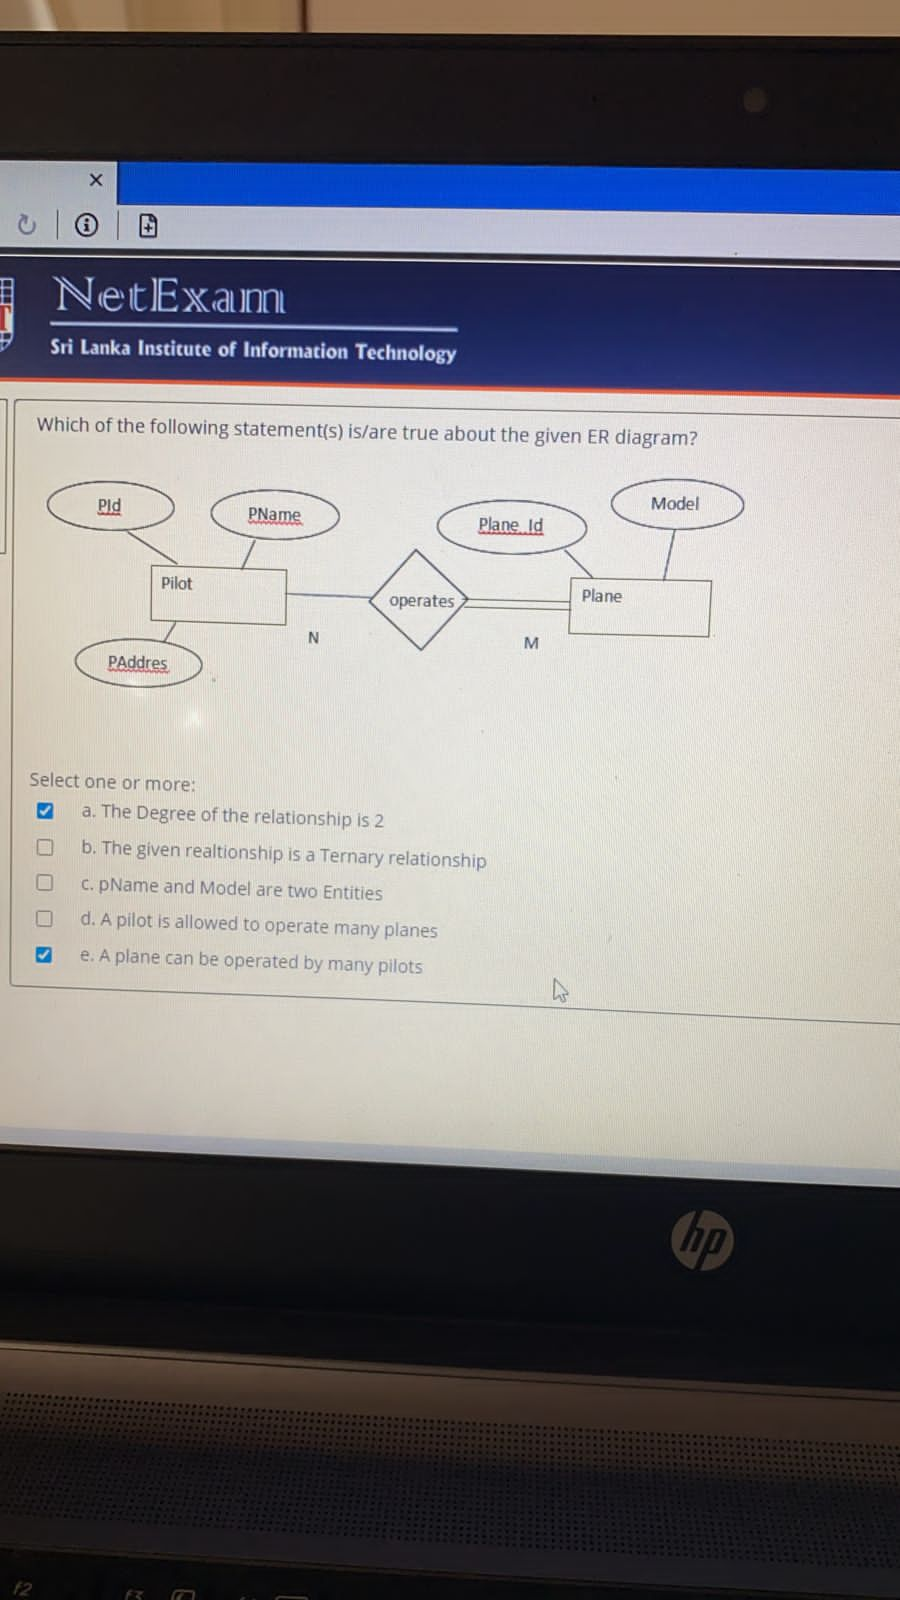 NetExam
Sri Lanka Institute of Information Technology
Which of the following statement(s) is/are true about the given ER diagram?
PId
PName
Plane_Id
Model
Pilot
operates
Plane
N
M
PAddres
Select one or more:
a. The Degree of the relationship is 2
b. The given realtionship is a Ternary relationship
c. pName and Model are two Entities
d. A pilot is allowed to operate many planes
e. A plane can be operated by many pilots
hp
f2
f3